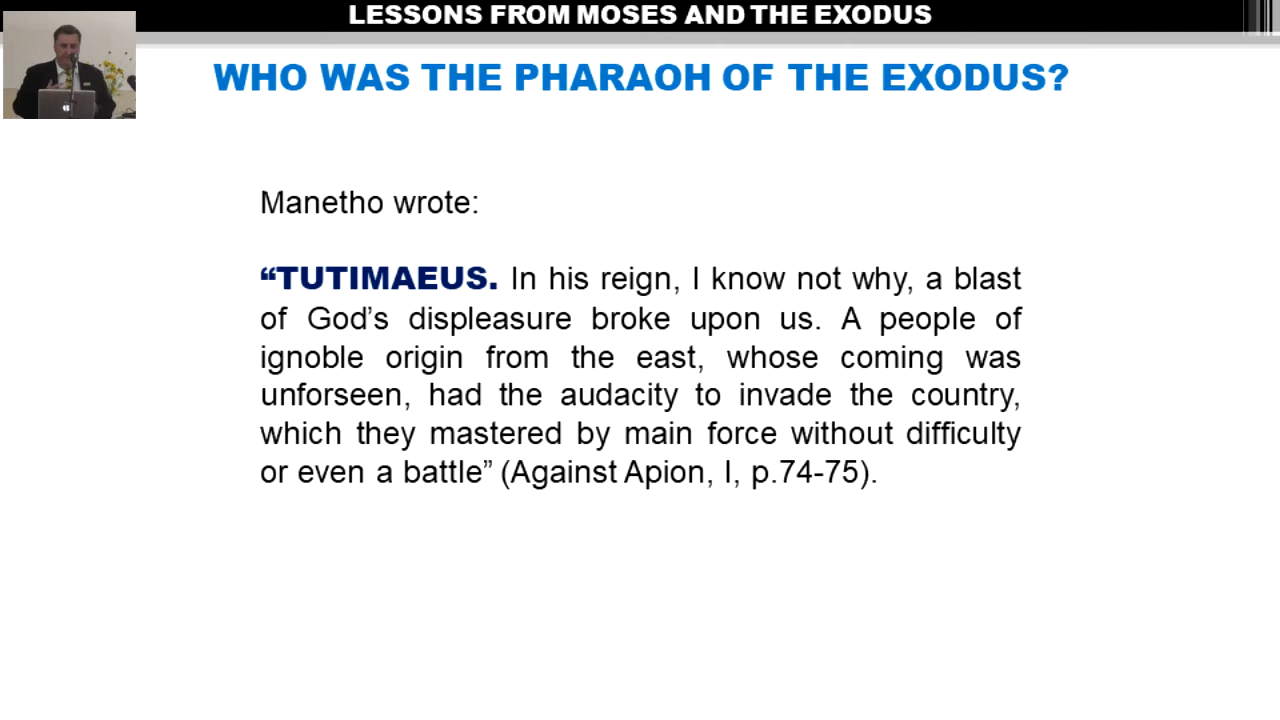 LESSONS FROM MOSES AND THE EXODUS
WHO WAS THE PHARAOH OF THE EXODUS?
Manetho wrote:
“TUTIMAEUS. In his reign, I know not why, a blast
of God’s displeasure broke upon us. A people of
ignoble origin from the east, whose coming was
unforseen, had the audacity to invade the country,
which they mastered by main force without difficulty
or even a battle” (Against Apion, I, p.74-75).